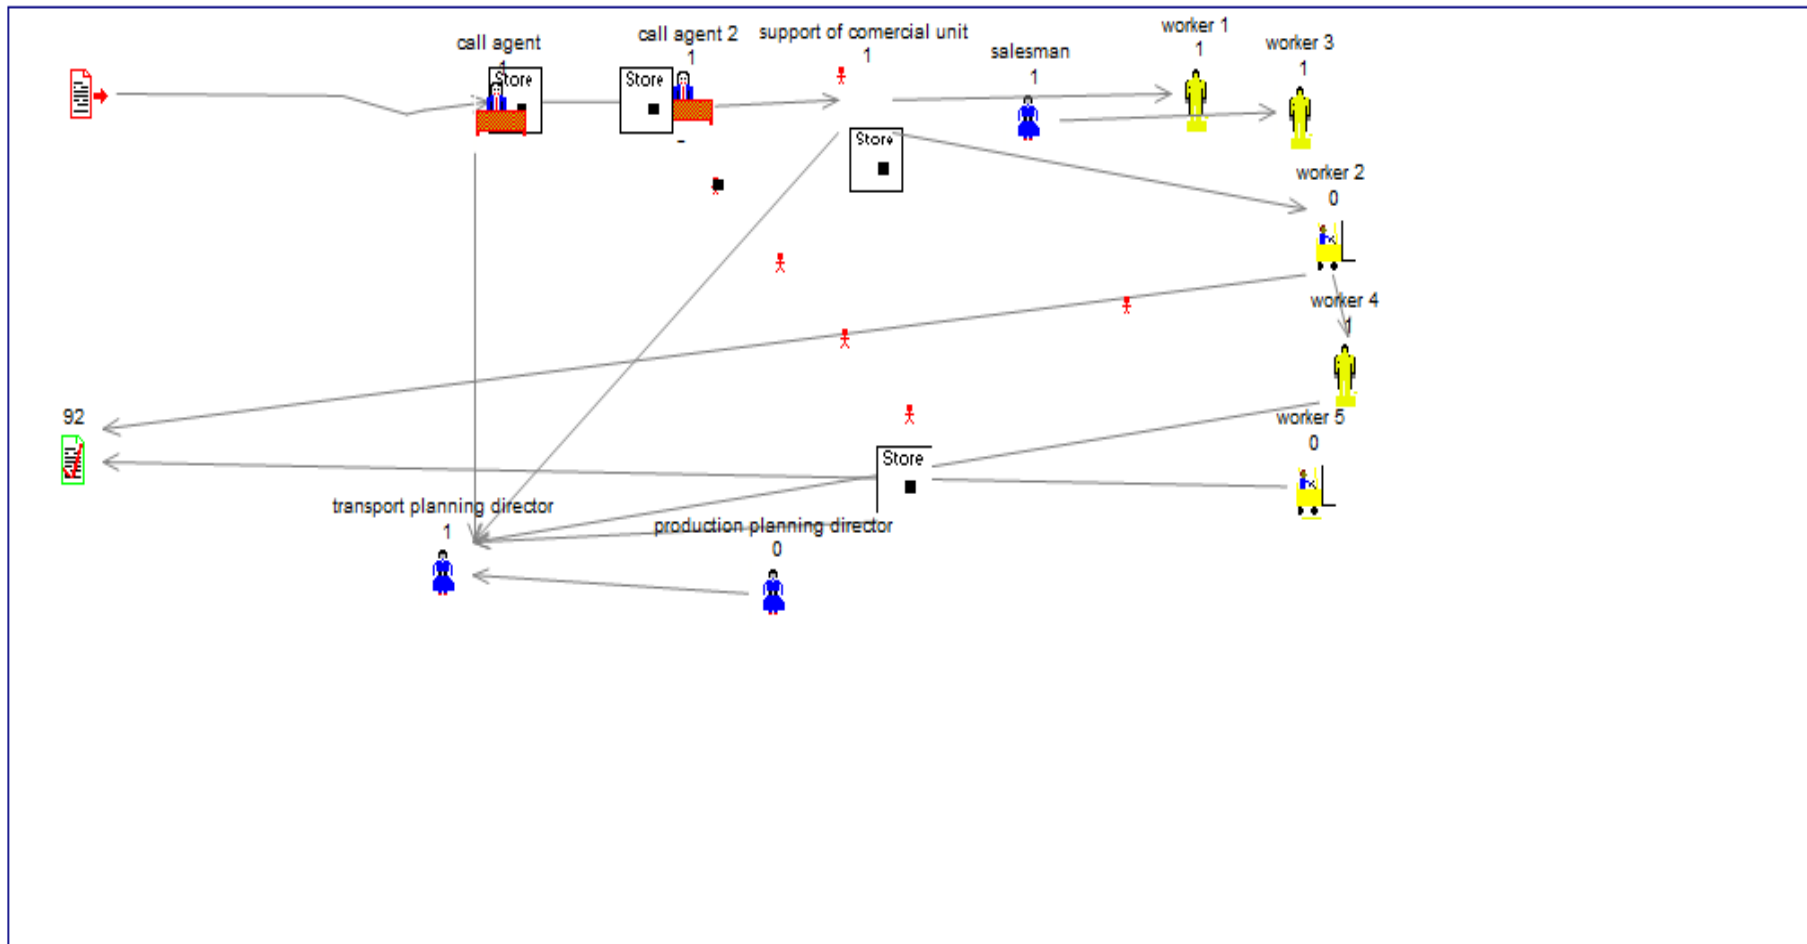 call agent
1
Store
Store
call agent 2
1
-
support of comercial unit
1
Store
salesman
1
worker 1
1
worker 3
1
worker 2
0
worker 4
1
worker 5
0
92
Store
transport planning director
1
production planning director
0